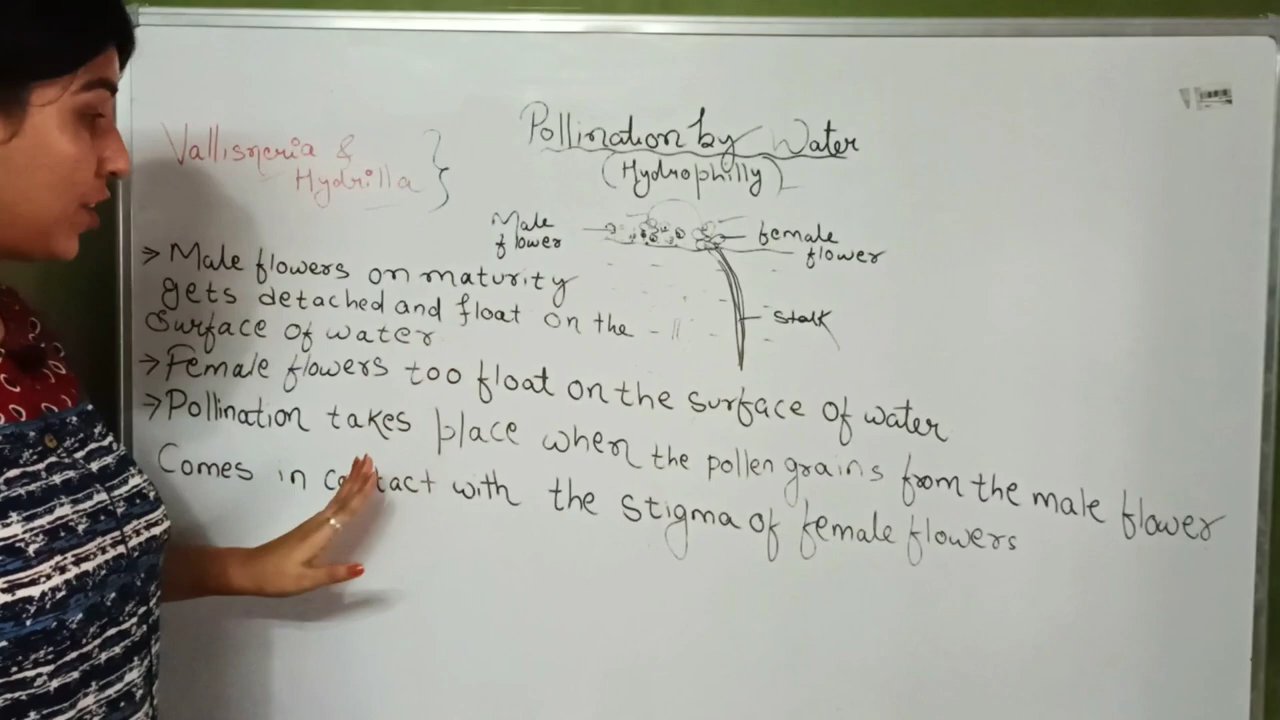 Pollination by Water
(Hydrophilly)
Vallisneria &
Hydrilla
Male
flower
female
flower
Stalk
→ Male flowers on maturity
gets detached and float on the
Surface of water
→ Female flowers too float on the surface of water
→ Pollination takes place when the pollen grains from the male flower
Comes in contact with the stigma of female flowers